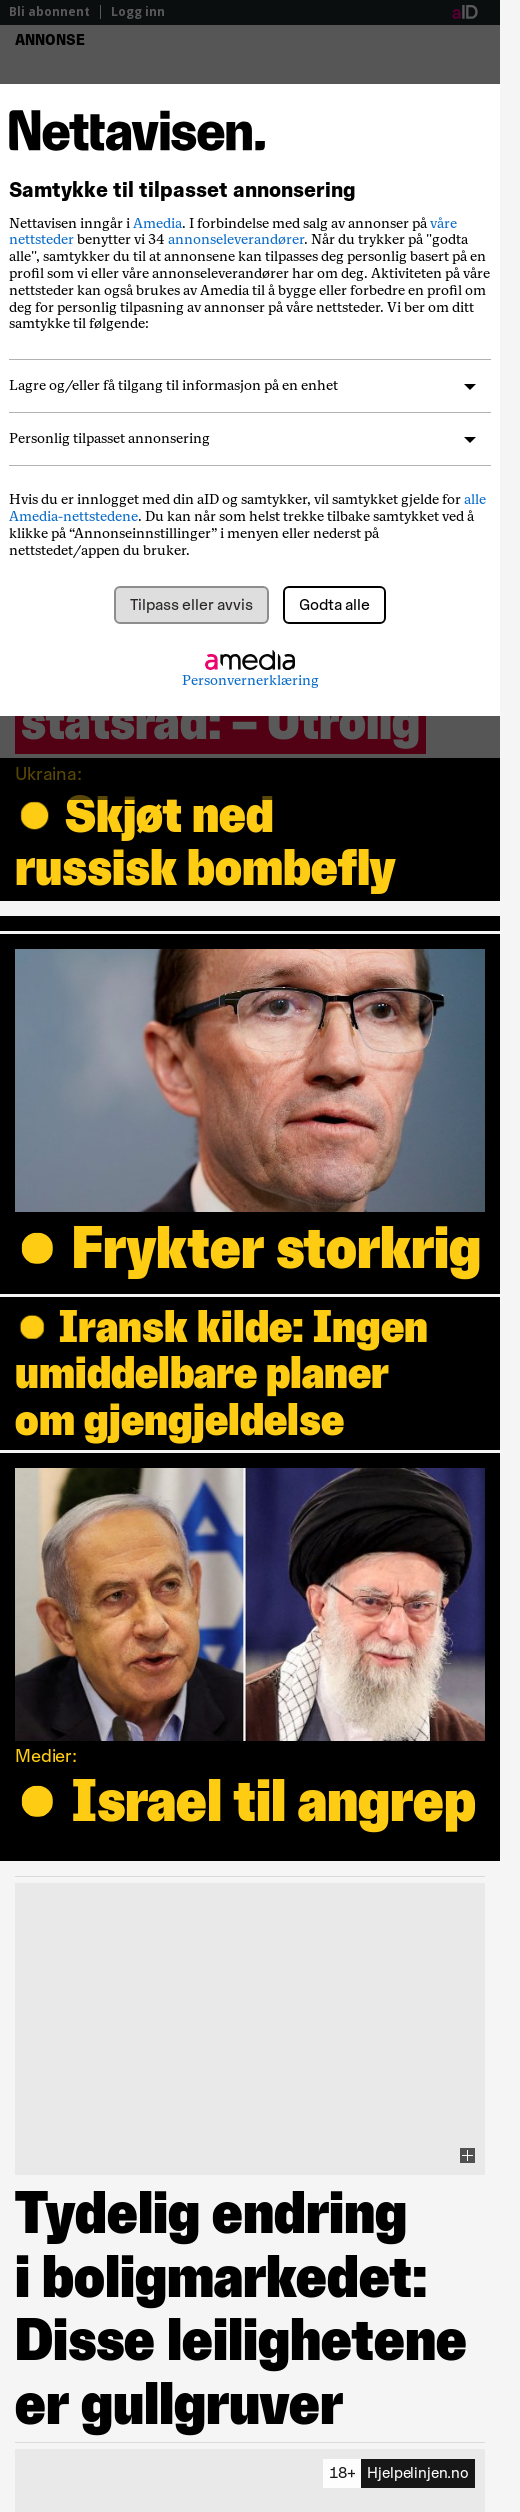 Bli abonnent | Logg inn
aID
ANNONSE
Nettavisen.
Samtykke til tilpasset annonsering
Nettavisen inngår i Amedia. I forbindelse med salg av annonser på våre
nettsteder benytter vi 34 annonseleverandører. Når du trykker på "godta
alle", samtykker du til at annonsene kan tilpasses deg personlig basert på en
profil som vi eller våre annonseleverandører har om deg. Aktiviteten på våre
nettsteder kan også brukes av Amedia til å bygge eller forbedre en profil om
deg for personlig tilpasning av annonser på våre nettsteder. Vi ber om ditt
samtykke til følgende:
Lagre og/eller få tilgang til informasjon på en enhet
Personlig tilpasset annonsering
Hvis du er innlogget med din aID og samtykker, vil samtykket gjelde for alle
Amedia-nettstedene. Du kan når som helst trekke tilbake samtykket ved å
klikke på “Annonseinnstillinger” i menyen eller nederst på
nettstedet/appen du bruker.
Tilpass eller avvis
Godta alle
amedia
Personvernerklæring
statsråd: – Utrolig
Ukraina:
Skjøt ned
russisk bombefly
Frykter storkrig
Iransk kilde: Ingen
umiddelbare planer
om gjengjeldelse
Medier:
Israel til angrep
Tydelig endring
i boligmarkedet:
Disse leilighetene
er gullgruver
18+ Hjelpelinjen.no